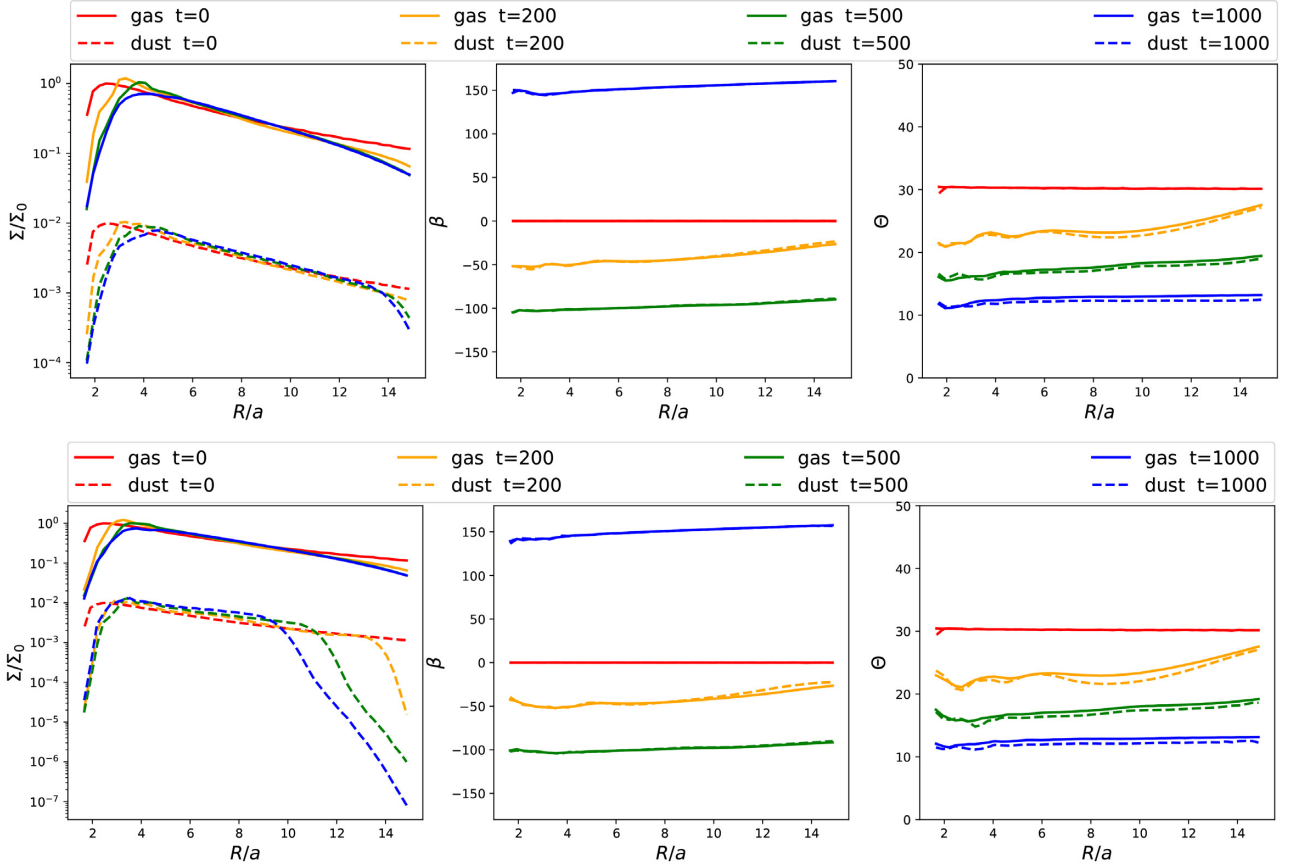 gas t=0 gas t=200 gas t=500 gas t=1000
dust t=0 dust t=200 dust t=500 dust t=1000
10⁰
10⁻¹
10⁻²
10⁻³
10⁻⁴
Σ/Σ₀
2 4 6 8 10 12 14
R/a
150
100
50
0
−50
−100
−150
β
2 4 6 8 10 12 14
R/a
50
40
30
20
10
0
Θ
2 4 6 8 10 12 14
R/a
gas t=0 gas t=200 gas t=500 gas t=1000
dust t=0 dust t=200 dust t=500 dust t=1000
10⁰
10⁻¹
10⁻²
10⁻³
10⁻⁴
10⁻⁵
10⁻⁶
10⁻⁷
Σ/Σ₀
2 4 6 8 10 12 14
R/a
150
100
50
0
−50
−100
−150
β
2 4 6 8 10 12 14
R/a
50
40
30
20
10
0
Θ
2 4 6 8 10 12 14
R/a